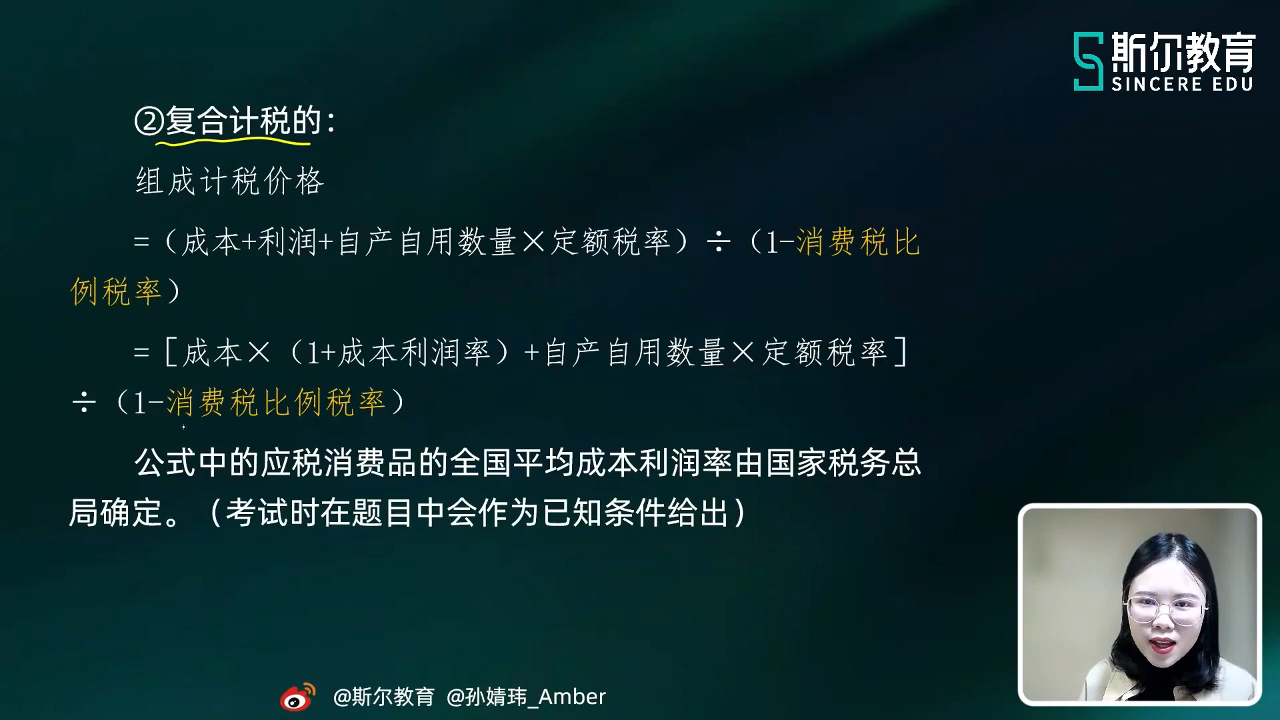 斯尔教育
SINCERE EDU
②复合计税的：
组成计税价格
=（成本+利润+自产自用数量×定额税率）÷（1-消费税比
例税率）
=［成本×（1+成本利润率）+自产自用数量×定额税率］
÷（1-消费税比例税率）
公式中的应税消费品的全国平均成本利润率由国家税务总
局确定。（考试时在题目中会作为已知条件给出）
@斯尔教育 @孙婧玮_Amber